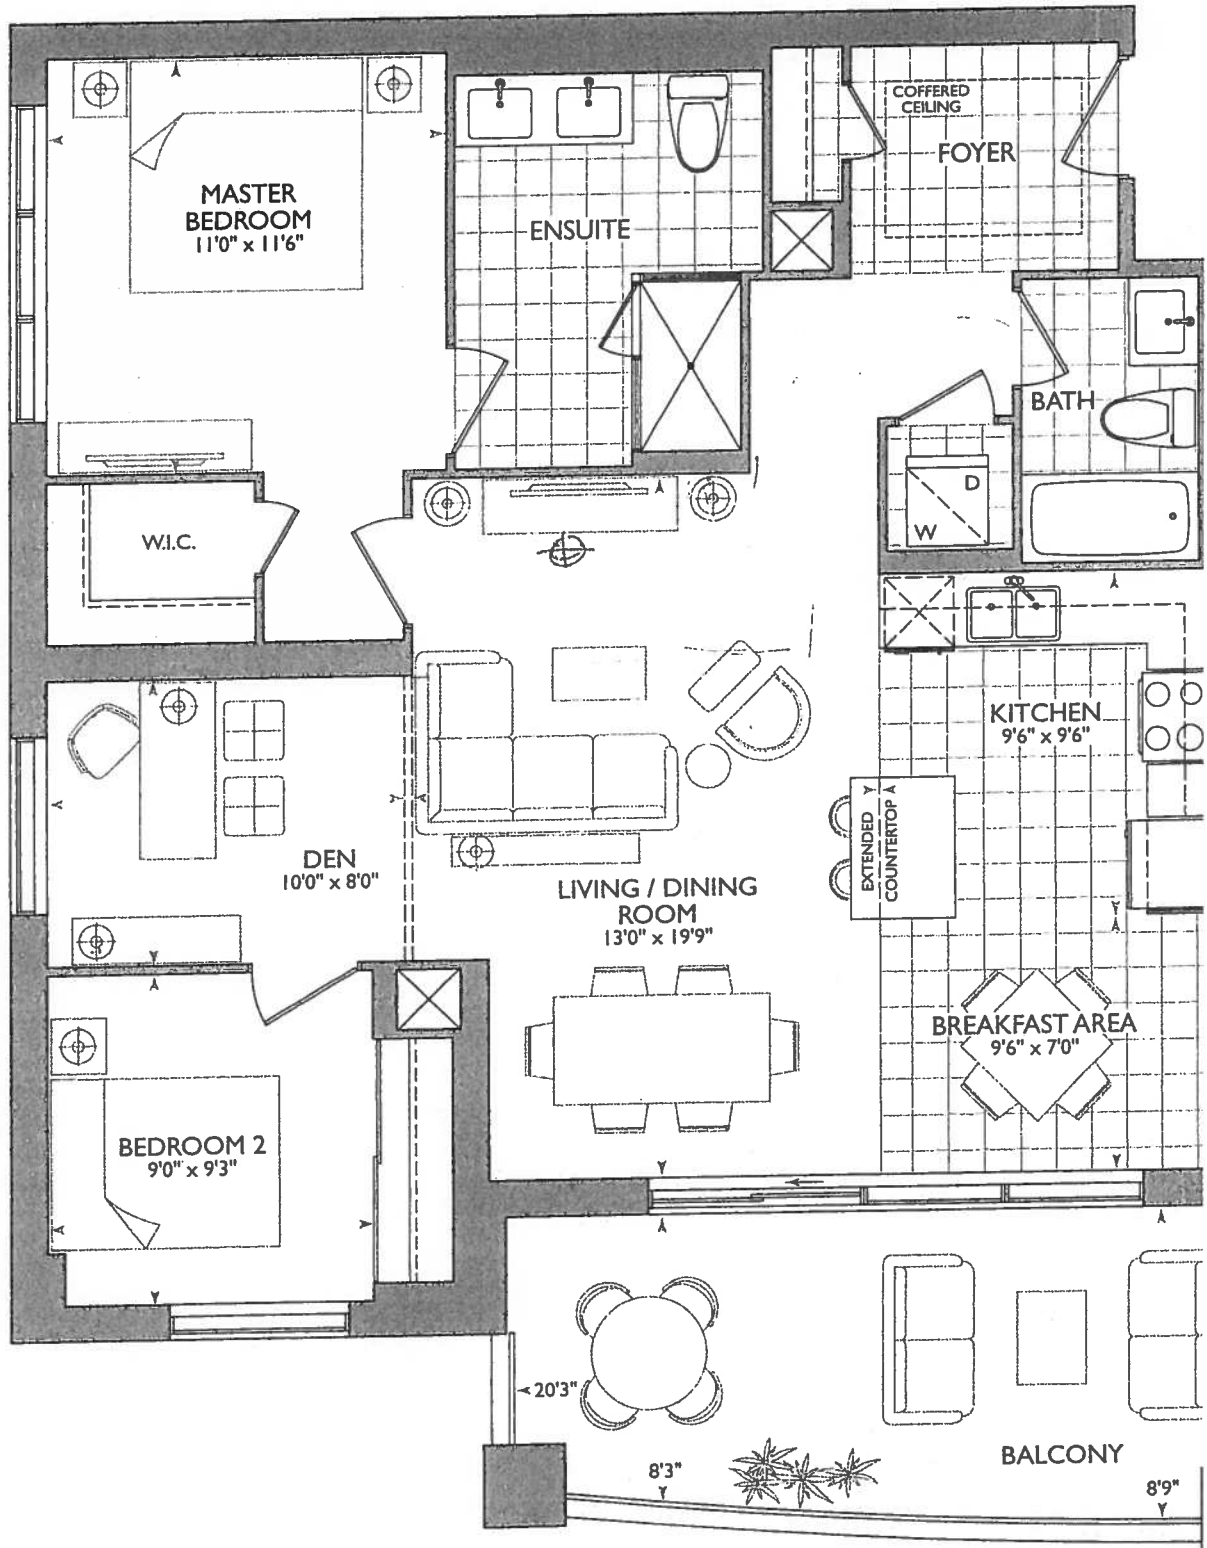 COFFERED
CEILING
FOYER
MASTER
BEDROOM
11'0" x 11'6"
ENSUITE
BATH
D
W
W.I.C.
KITCHEN
9'6" x 9'6"
EXTENDED
COUNTERTOP
DEN
10'0" x 8'0"
LIVING / DINING
ROOM
13'0" x 19'9"
BREAKFAST AREA
9'6" x 7'0"
BEDROOM 2
9'0" x 9'3"
20'3"
BALCONY
8'3"
8'9"